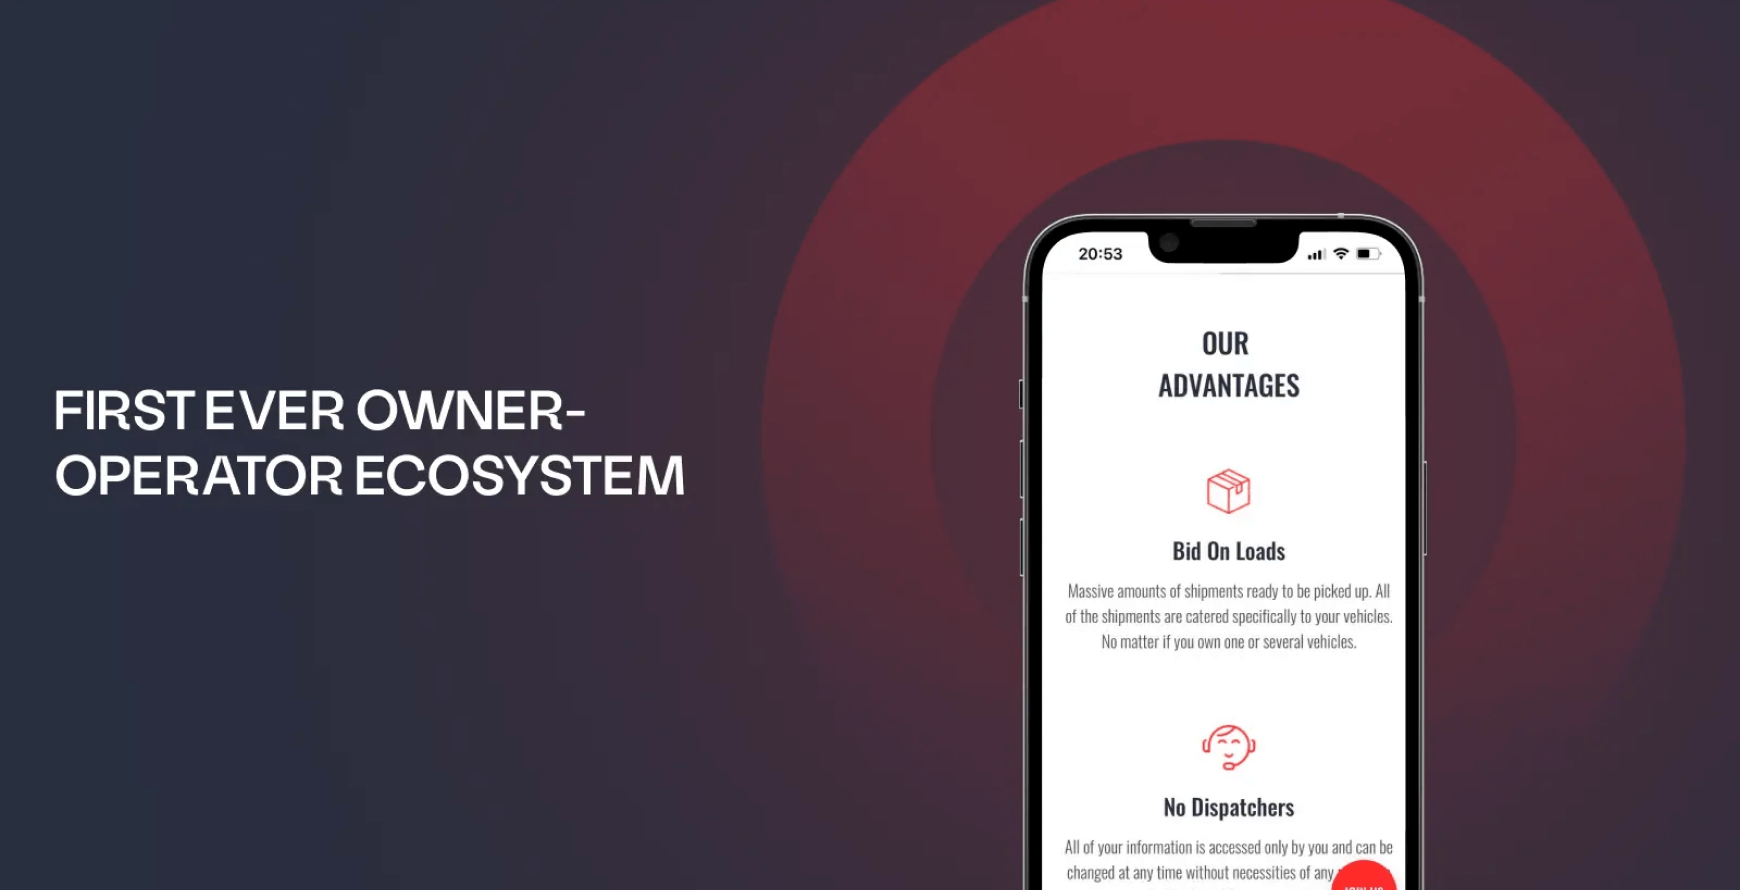 FIRST EVER OWNER-
OPERATOR ECOSYSTEM
20:53
OUR
ADVANTAGES
Bid On Loads
Massive amounts of shipments ready to be picked up. All
of the shipments are catered specifically to your vehicles.
No matter if you own one or several vehicles.
No Dispatchers
All of your information is accessed only by you and can be
changed at any time without necessities of any
JOIN US